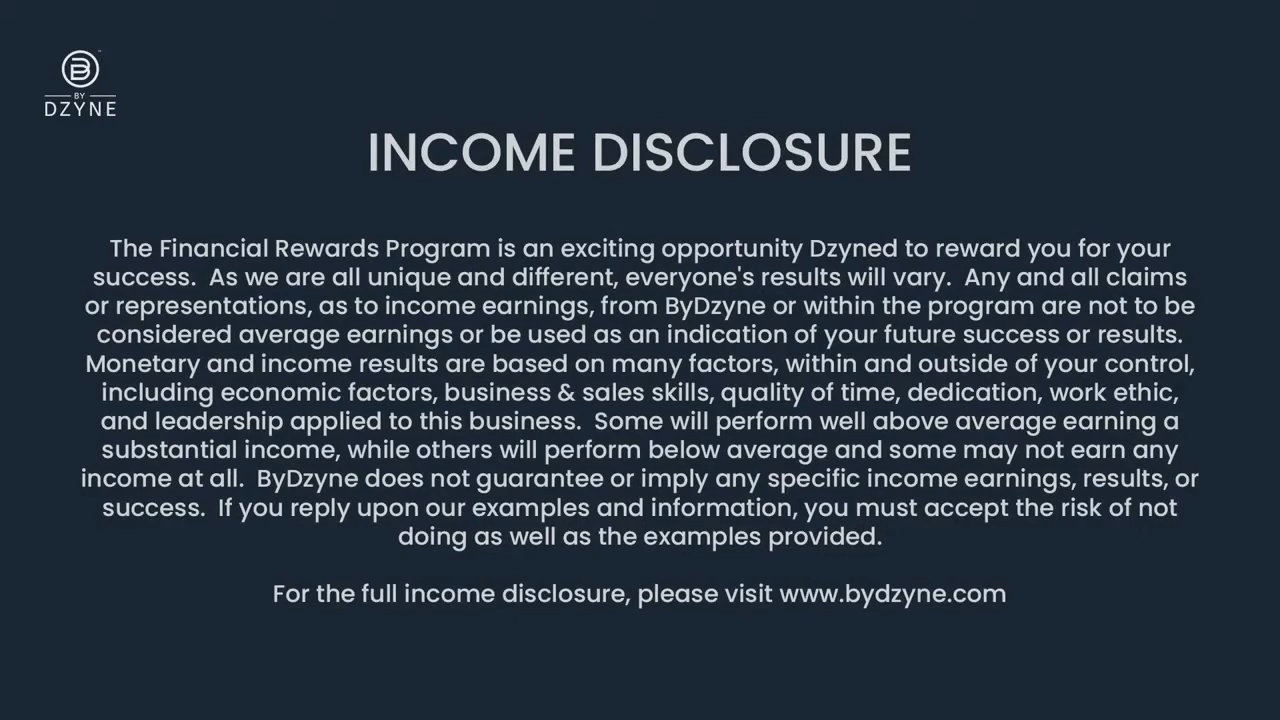 B
BY
DZYNE
INCOME DISCLOSURE
The Financial Rewards Program is an exciting opportunity Dzyned to reward you for your
success.  As we are all unique and different, everyone's results will vary.  Any and all claims
or representations, as to income earnings, from ByDzyne or within the program are not to be
considered average earnings or be used as an indication of your future success or results.
Monetary and income results are based on many factors, within and outside of your control,
including economic factors, business & sales skills, quality of time, dedication, work ethic,
and leadership applied to this business.  Some will perform well above average earning a
substantial income, while others will perform below average and some may not earn any
income at all.  ByDzyne does not guarantee or imply any specific income earnings, results, or
success.  If you reply upon our examples and information, you must accept the risk of not
doing as well as the examples provided.
For the full income disclosure, please visit www.bydzyne.com